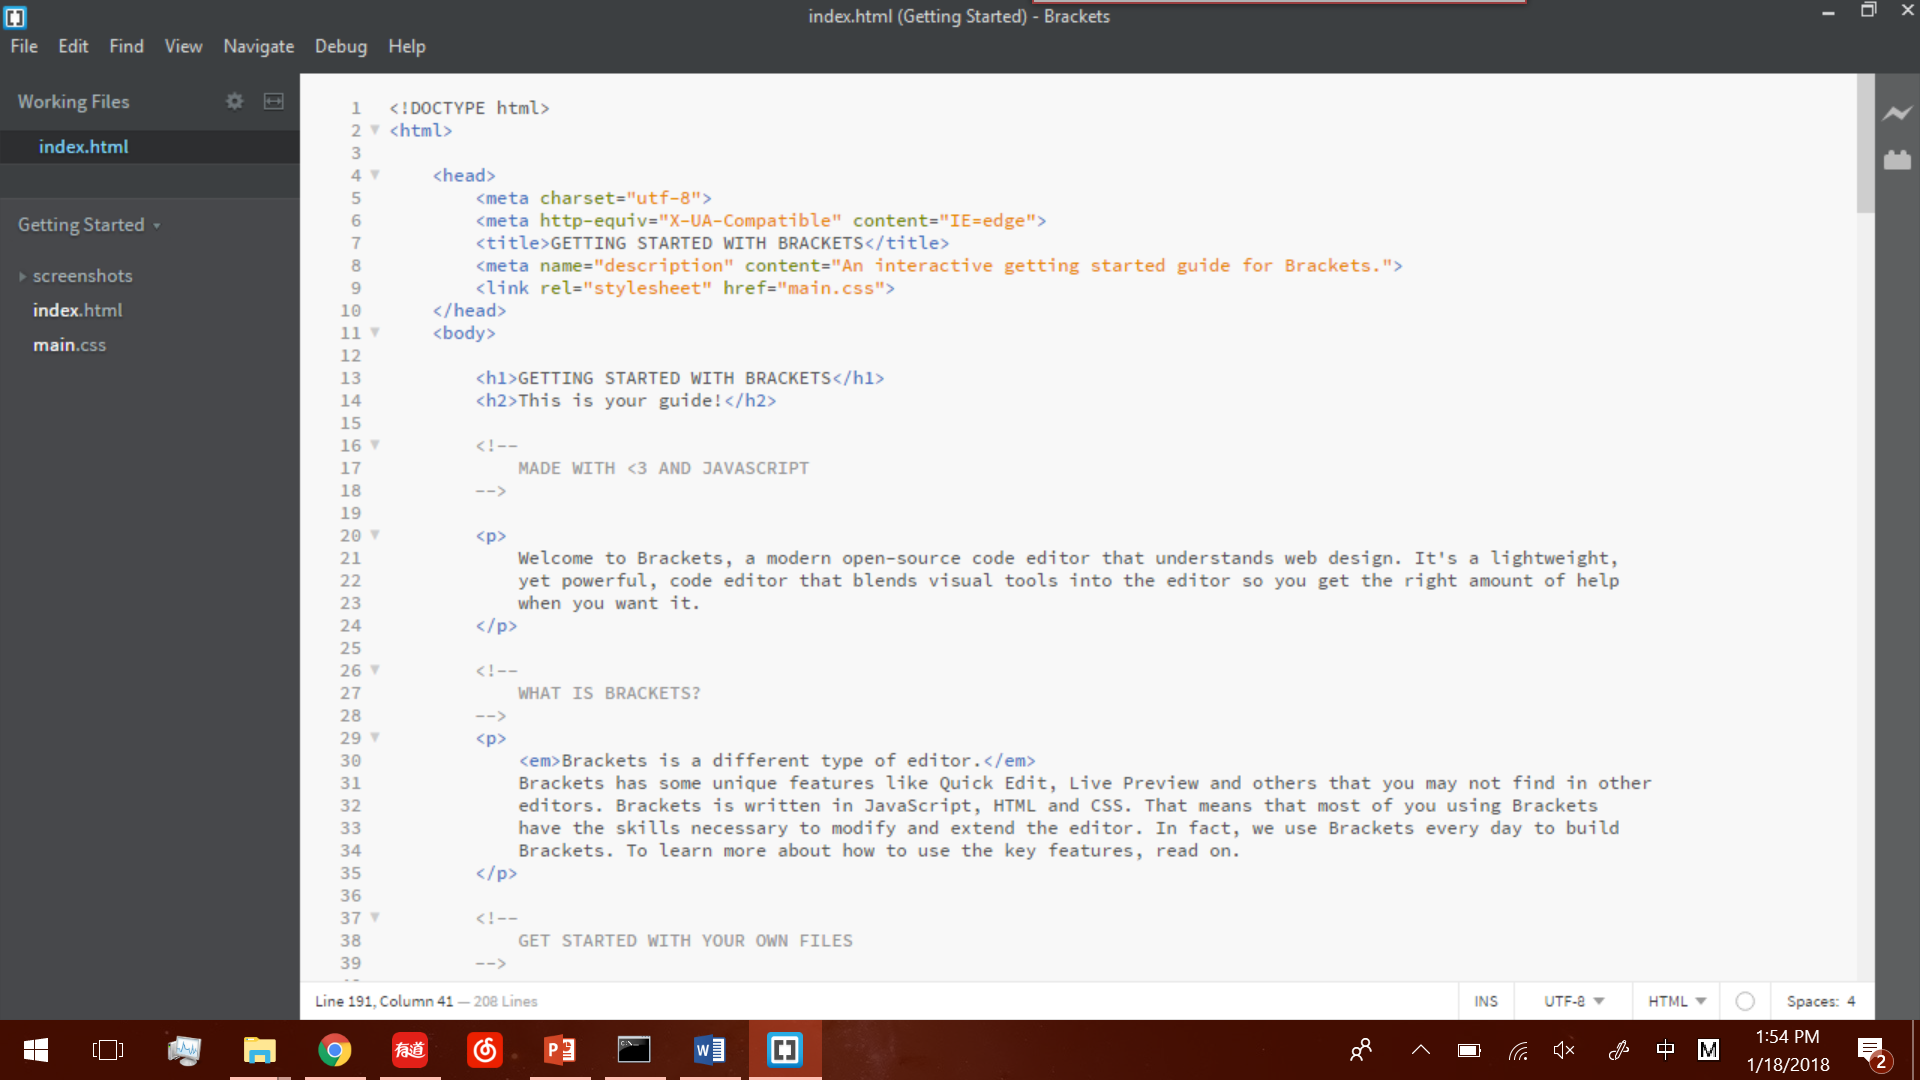 index.html (Getting Started) - Brackets
File Edit Find View Navigate Debug Help
Working Files
index.html
Getting Started
screenshots
index.html
main.css
1 <!DOCTYPE html>
2 <html>
3
4 <head>
5 <meta charset="utf-8">
6 <meta http-equiv="X-UA-Compatible" content="IE=edge">
7 <title>GETTING STARTED WITH BRACKETS</title>
8 <meta name="description" content="An interactive getting started guide for Brackets.">
9 <link rel="stylesheet" href="main.css">
10 </head>
11 <body>
12
13 <h1>GETTING STARTED WITH BRACKETS</h1>
14 <h2>This is your guide!</h2>
15
16 <!--
17 MADE WITH <3 AND JAVASCRIPT
18 -->
19
20 <p>
21 Welcome to Brackets, a modern open-source code editor that understands web design. It's a lightweight,
22 yet powerful, code editor that blends visual tools into the editor so you get the right amount of help
23 when you want it.
24 </p>
25
26 <!--
27 WHAT IS BRACKETS?
28 -->
29 <p>
30 <em>Brackets is a different type of editor.</em>
31 Brackets has some unique features like Quick Edit, Live Preview and others that you may not find in other
32 editors. Brackets is written in JavaScript, HTML and CSS. That means that most of you using Brackets
33 have the skills necessary to modify and extend the editor. In fact, we use Brackets every day to build
34 Brackets. To learn more about how to use the key features, read on.
35 </p>
36
37 <!--
38 GET STARTED WITH YOUR OWN FILES
39 -->
Line 191, Column 41 — 208 Lines
INS UTF-8 HTML Spaces: 4
有道
中 M
1:54 PM
1/18/2018
2